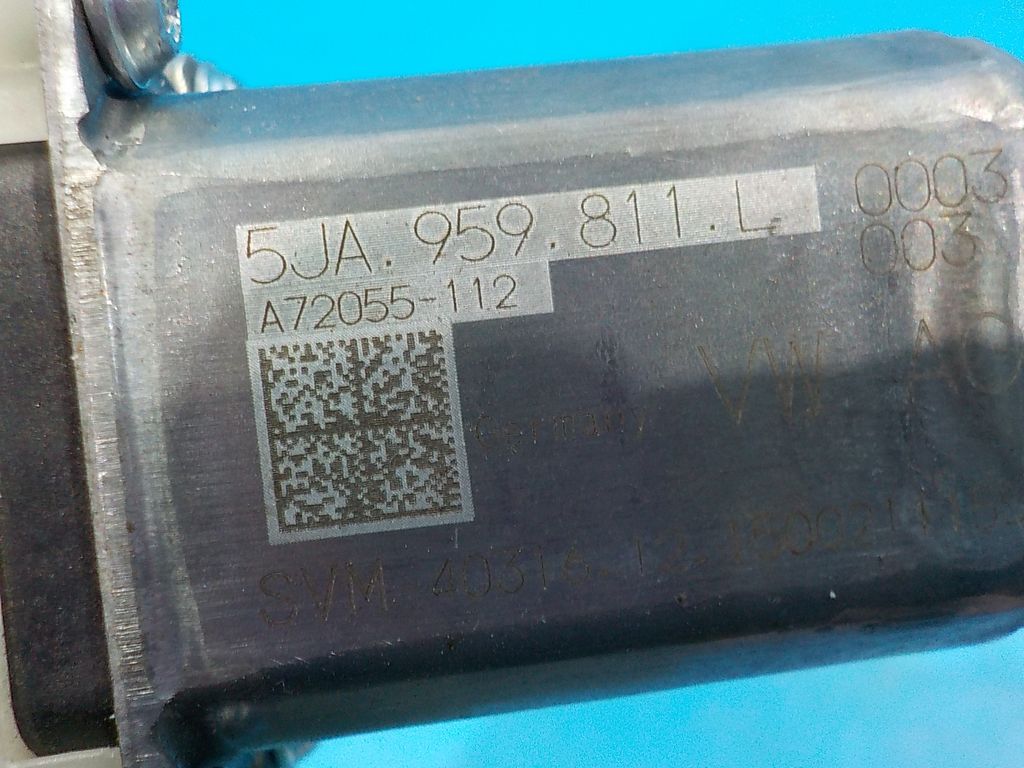 5JA.959.811.L
0003
003
A72055-112
VW AG
Germany